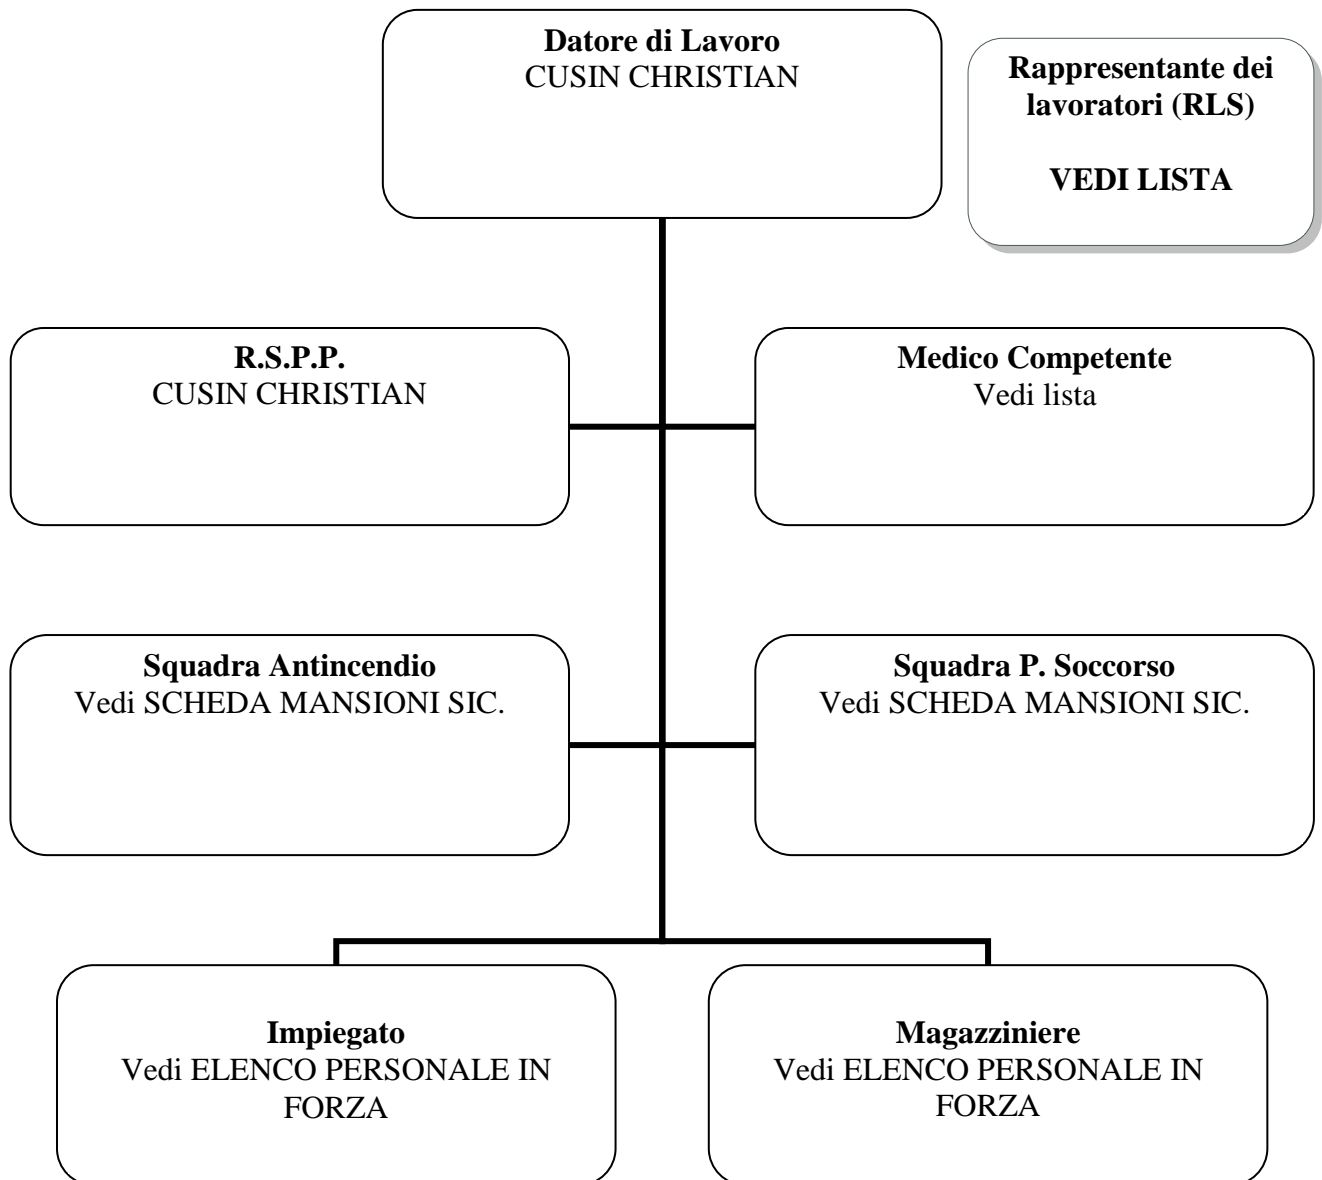 Datore di Lavoro
CUSIN CHRISTIAN
Rappresentante dei
lavoratori (RLS)
VEDI LISTA
R.S.P.P.
CUSIN CHRISTIAN
Medico Competente
Vedi lista
Squadra Antincendio
Vedi SCHEDA MANSIONI SIC.
Squadra P. Soccorso
Vedi SCHEDA MANSIONI SIC.
Impiegato
Vedi ELENCO PERSONALE IN
FORZA
Magazziniere
Vedi ELENCO PERSONALE IN
FORZA